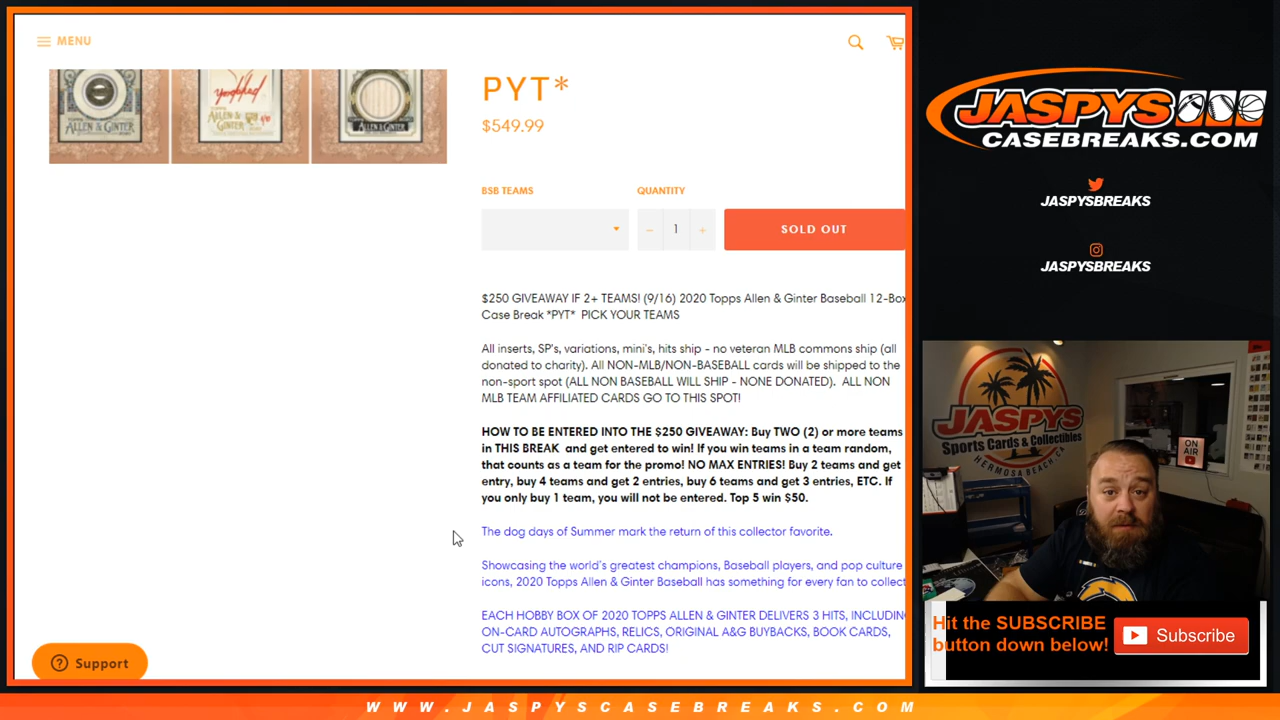 MENU
ALLEN & GINTER
ALLEN & GINTER
ALLEN & GINTER
PYT*
$549.99
BSB TEAMS
QUANTITY
− 1 +
SOLD OUT
$250 GIVEAWAY IF 2+ TEAMS! (9/16) 2020 Topps Allen & Ginter Baseball 12-Box
Case Break *PYT* PICK YOUR TEAMS
All inserts, SP's, variations, mini's, hits ship - no veteran MLB commons ship (all
donated to charity). All NON-MLB/NON-BASEBALL cards will be shipped to the
non-sport spot (ALL NON BASEBALL WILL SHIP - NONE DONATED). ALL NON
MLB TEAM AFFILIATED CARDS GO TO THIS SPOT!
HOW TO BE ENTERED INTO THE $250 GIVEAWAY: Buy TWO (2) or more teams
in THIS BREAK and get entered to win! If you win teams in a team random,
that counts as a team for the promo! NO MAX ENTRIES! Buy 2 teams and get
entry, buy 4 teams and get 2 entries, buy 6 teams and get 3 entries, ETC. If
you only buy 1 team, you will not be entered. Top 5 win $50.
The dog days of Summer mark the return of this collector favorite.
Showcasing the world's greatest champions, Baseball players, and pop culture
icons, 2020 Topps Allen & Ginter Baseball has something for every fan to collect
EACH HOBBY BOX OF 2020 TOPPS ALLEN & GINTER DELIVERS 3 HITS, INCLUDING
ON-CARD AUTOGRAPHS, RELICS, ORIGINAL A&G BUYBACKS, BOOK CARDS,
CUT SIGNATURES, AND RIP CARDS!
Support
JASPYS
CASEBREAKS.COM
JASPYSBREAKS
JASPYSBREAKS
JASPYS
Sports Cards & Collectibles
HERMOSA BEACH, CA
ON
AIR
Hit the SUBSCRIBE
button down below!
Subscribe
WWW.JASPYSCASEBREAKS.COM